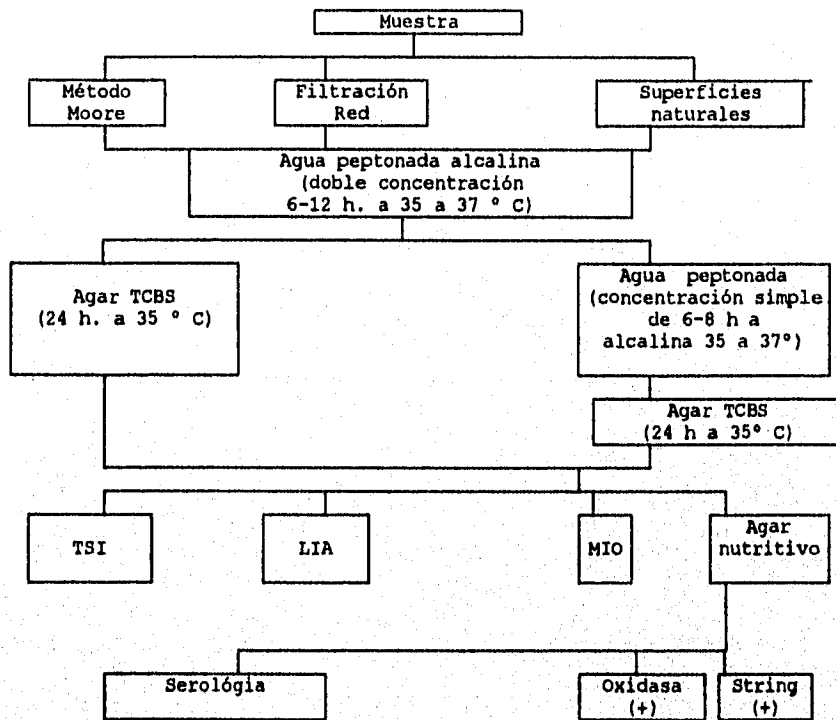 Muestra
Método
Moore
Filtración
Red
Superficies
naturales
Agua peptonada alcalina
(doble concentración
6-12 h. a 35 a 37 ° C)
Agar TCBS
(24 h. a 35 ° C)
Agua peptonada
(concentración simple
de 6-8 h a
alcalina 35 a 37°)
Agar TCBS
(24 h a 35° C)
TSI
LIA
MIO
Agar
nutritivo
Serológia
Oxidasa
(+)
String
(+)